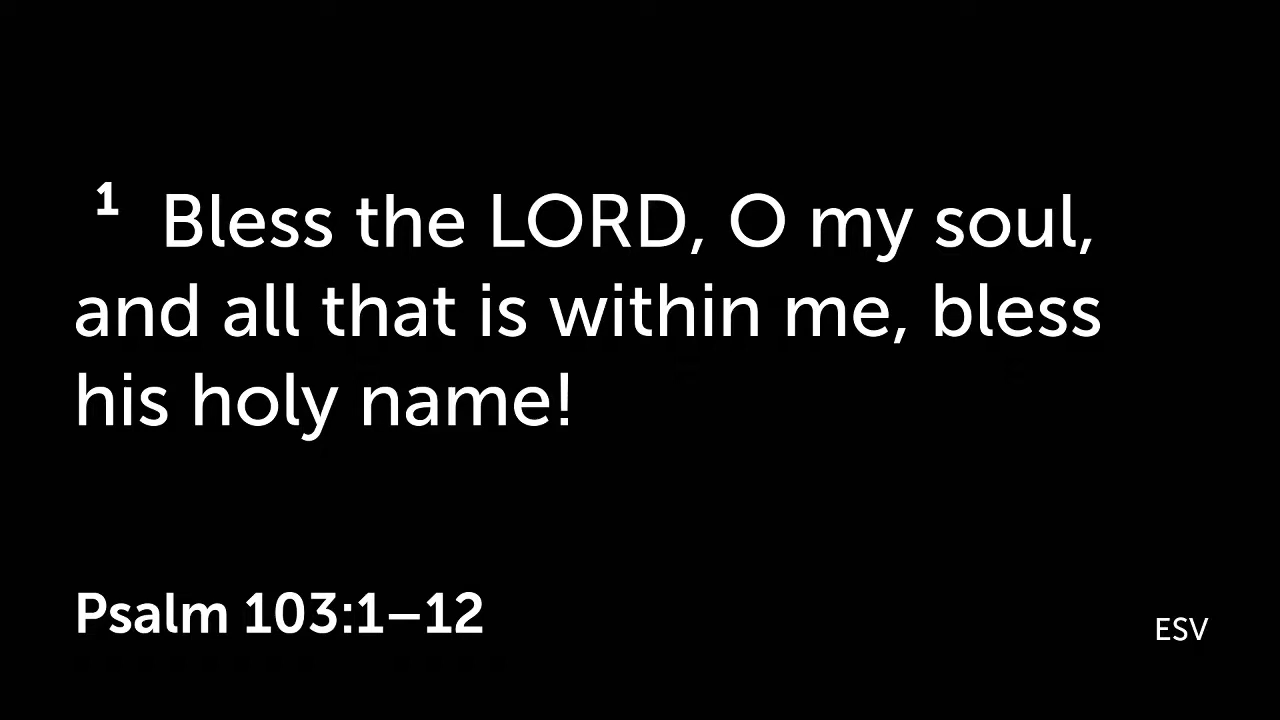 1 Bless the LORD, O my soul,
and all that is within me, bless
his holy name!
Psalm 103:1–12
ESV